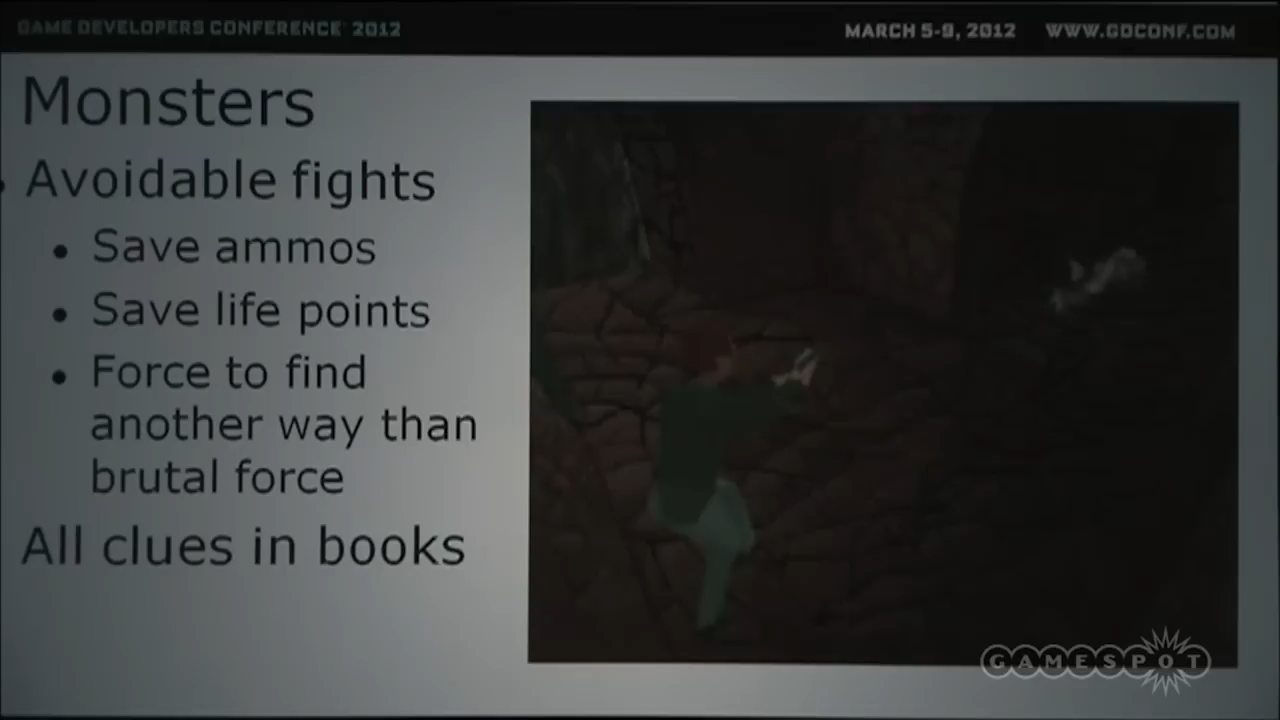 GAME DEVELOPERS CONFERENCE 2012
MARCH 5-9, 2012 WWW.GDCONF.COM
Monsters
• Avoidable fights
• Save ammos
• Save life points
• Force to find
another way than
brutal force
All clues in books
GAMESPOT